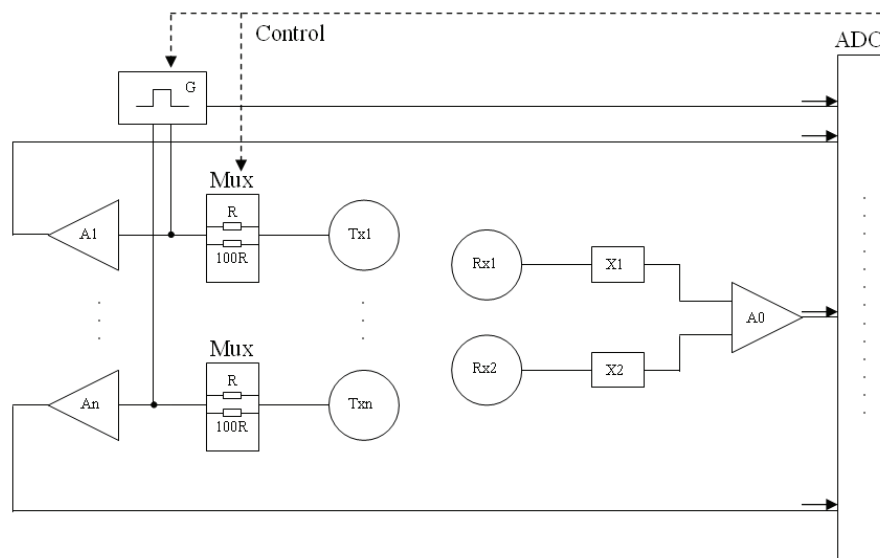 Control
ADC
G
Mux
R
A1
Tx1
100R
Rx1
X1
A0
Mux
Rx2
X2
R
An
Txn
100R